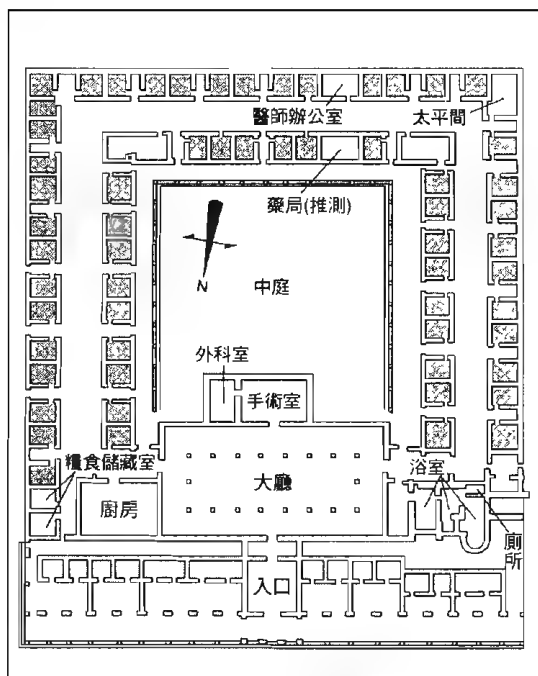 醫師辦公室
太平間
藥局(推測)
N
中庭
外科室
手術室
糧食儲藏室
大廳
浴室
廚房
廁所
入口